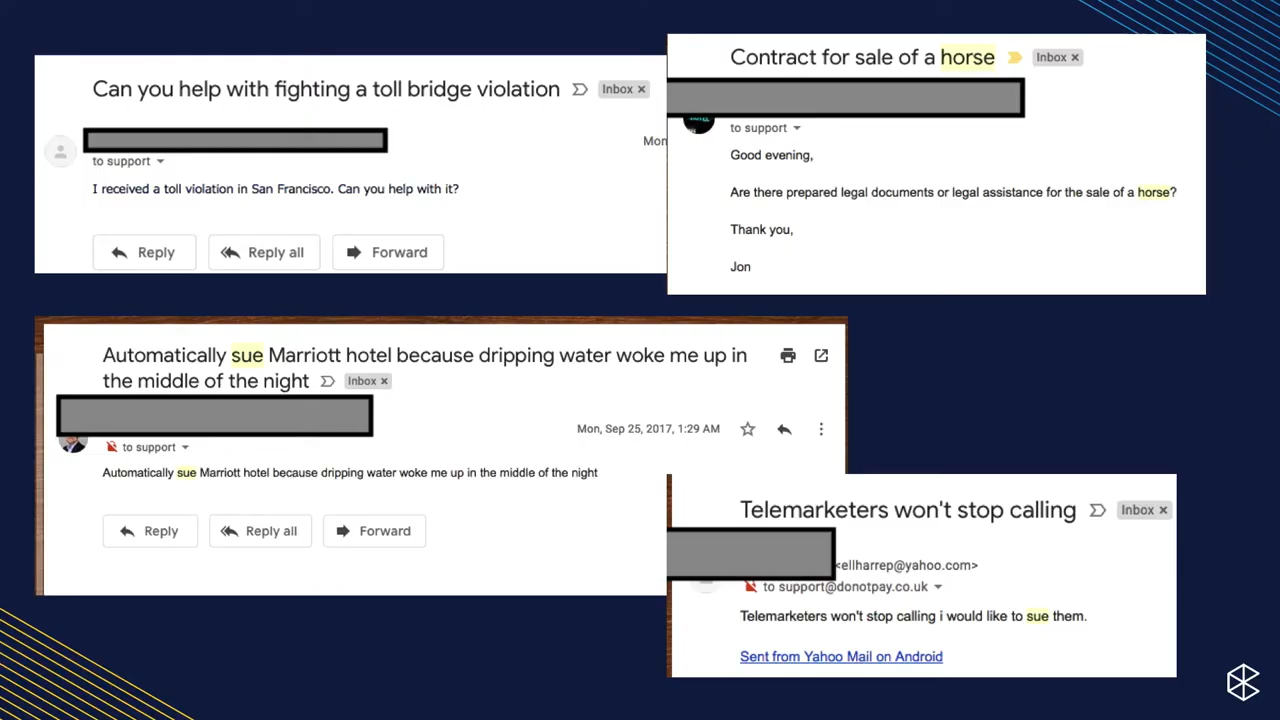 Can you help with fighting a toll bridge violation
Inbox ×
Mon
to support
I received a toll violation in San Francisco. Can you help with it?
Reply
Reply all
Forward
Contract for sale of a horse
Inbox ×
to support
Good evening,
Are there prepared legal documents or legal assistance for the sale of a horse?
Thank you,
Jon
Automatically sue Marriott hotel because dripping water woke me up in
the middle of the night
Inbox ×
Mon, Sep 25, 2017, 1:29 AM
to support
Automatically sue Marriott hotel because dripping water woke me up in the middle of the night
Reply
Reply all
Forward
Telemarketers won't stop calling
Inbox ×
<ellharrep@yahoo.com>
to support@donotpay.co.uk
Telemarketers won't stop calling i would like to sue them.
Sent from Yahoo Mail on Android